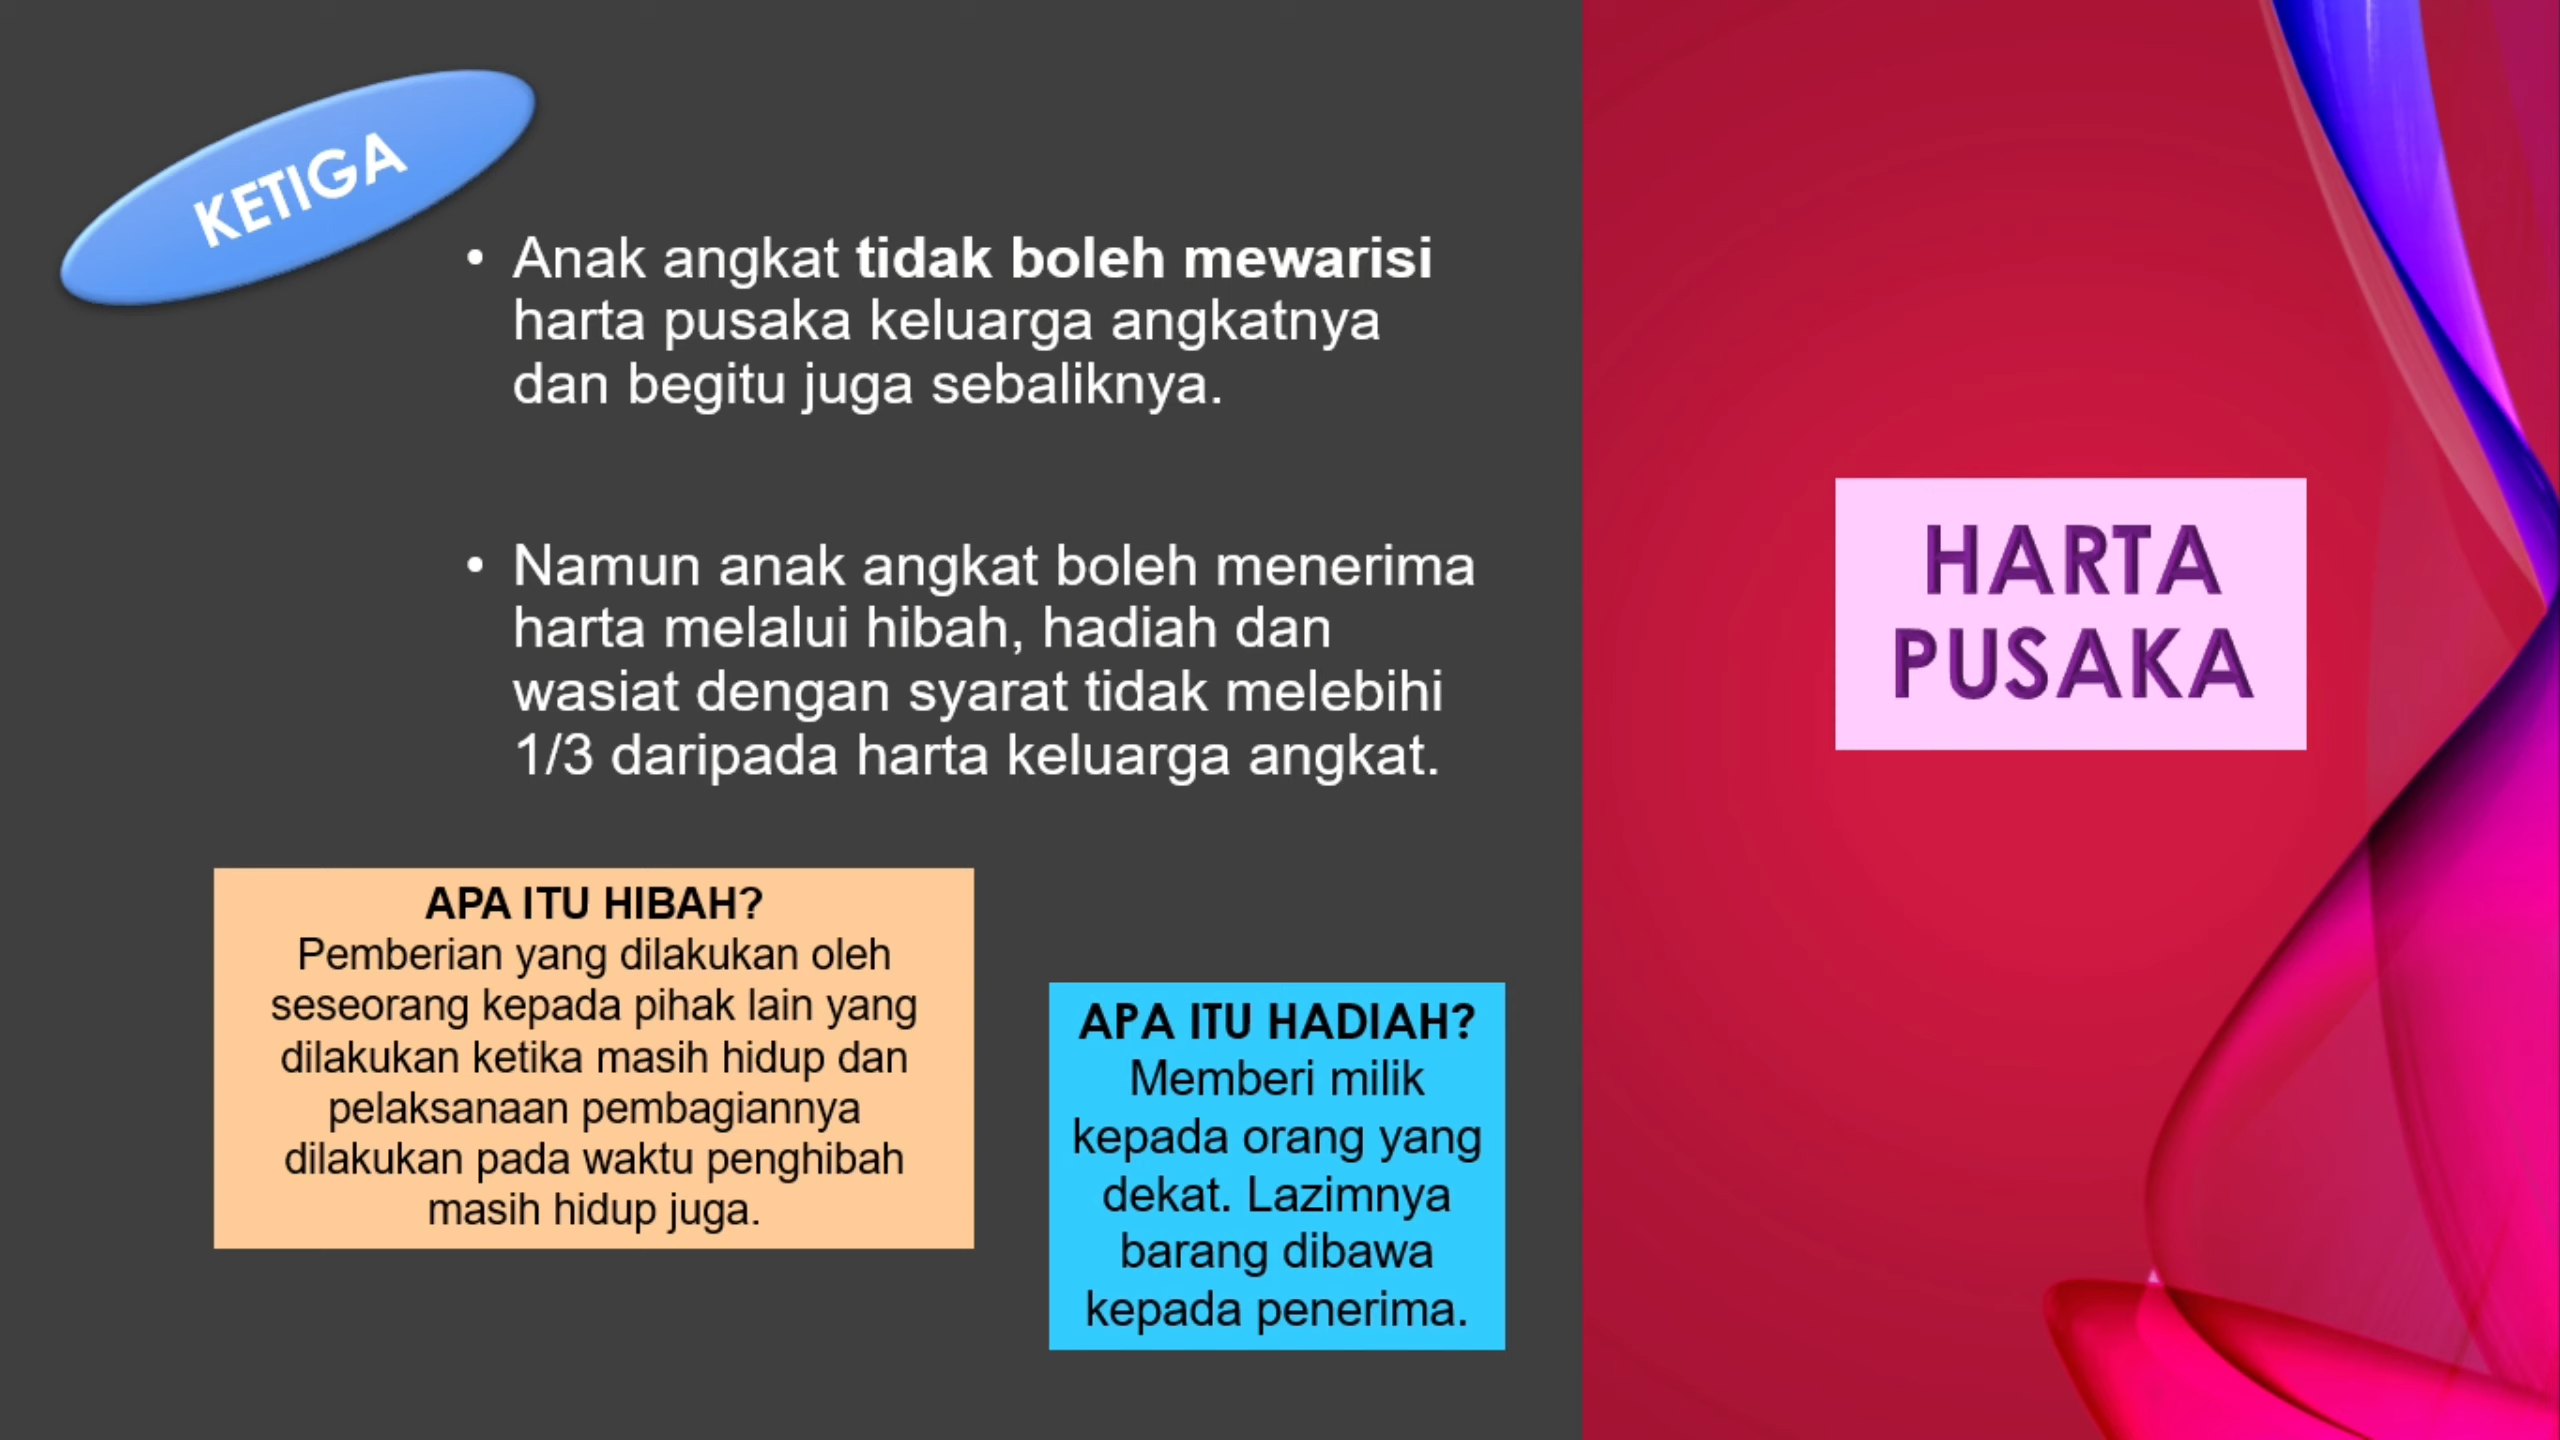 KETIGA
• Anak angkat tidak boleh mewarisi
harta pusaka keluarga angkatnya
dan begitu juga sebaliknya.
• Namun anak angkat boleh menerima
harta melalui hibah, hadiah dan
wasiat dengan syarat tidak melebihi
1/3 daripada harta keluarga angkat.
APA ITU HIBAH?
Pemberian yang dilakukan oleh
seseorang kepada pihak lain yang
dilakukan ketika masih hidup dan
pelaksanaan pembagiannya
dilakukan pada waktu penghibah
masih hidup juga.
APA ITU HADIAH?
Memberi milik
kepada orang yang
dekat. Lazimnya
barang dibawa
kepada penerima.
HARTA
PUSAKA